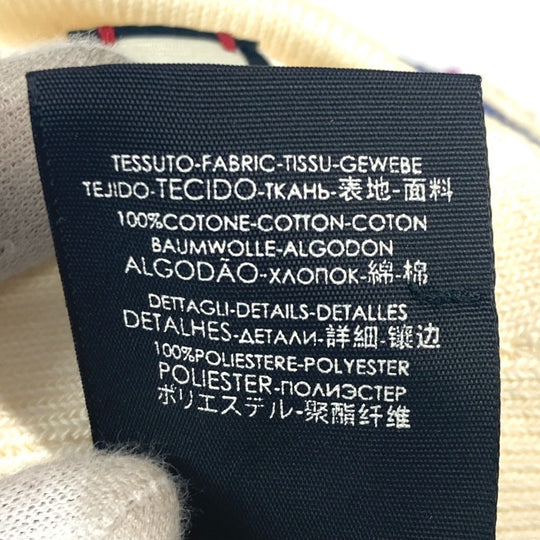 TESSUTO-FABRIC-TISSU-GEWEBE
TEJIDO-TECIDO-ТКАНЬ-表地-面料
100%COTONE-COTTON-COTON
BAUMWOLLE-ALGODON
ALGODÃO-ХЛОПОК-綿-棉
DETTAGLI-DETAILS-DETALLES
DETALHES-ДЕТАЛИ-詳細-镶边
100%POLIESTERE-POLYESTER
POLIESTER-ПОЛИЭСТЕР
ポリエステル-聚酯纤维